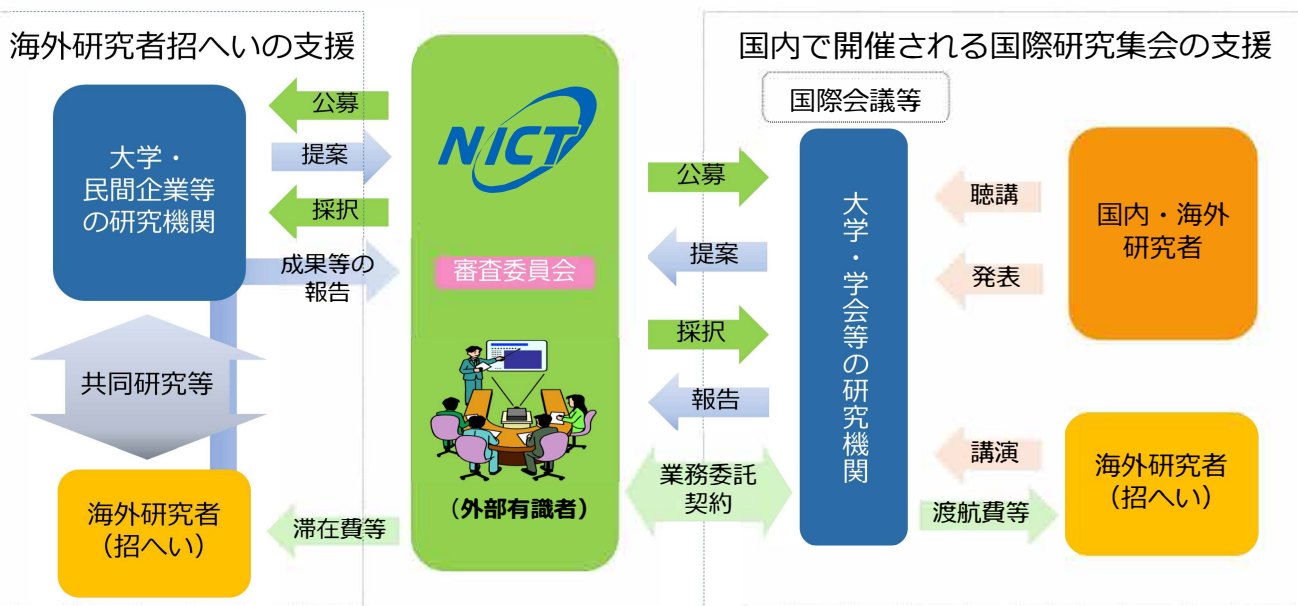 海外研究者招へいの支援
大学・
民間企業等
の研究機関
公募
提案
採択
成果等の
報告
共同研究等
海外研究者
（招へい）
滞在費等
NICT
審査委員会
（外部有識者）
国内で開催される国際研究集会の支援
国際会議等
公募
提案
採択
報告
業務委託
契約
大学・学会等の研究機関
聴講
発表
国内・海外
研究者
講演
渡航費等
海外研究者
（招へい）